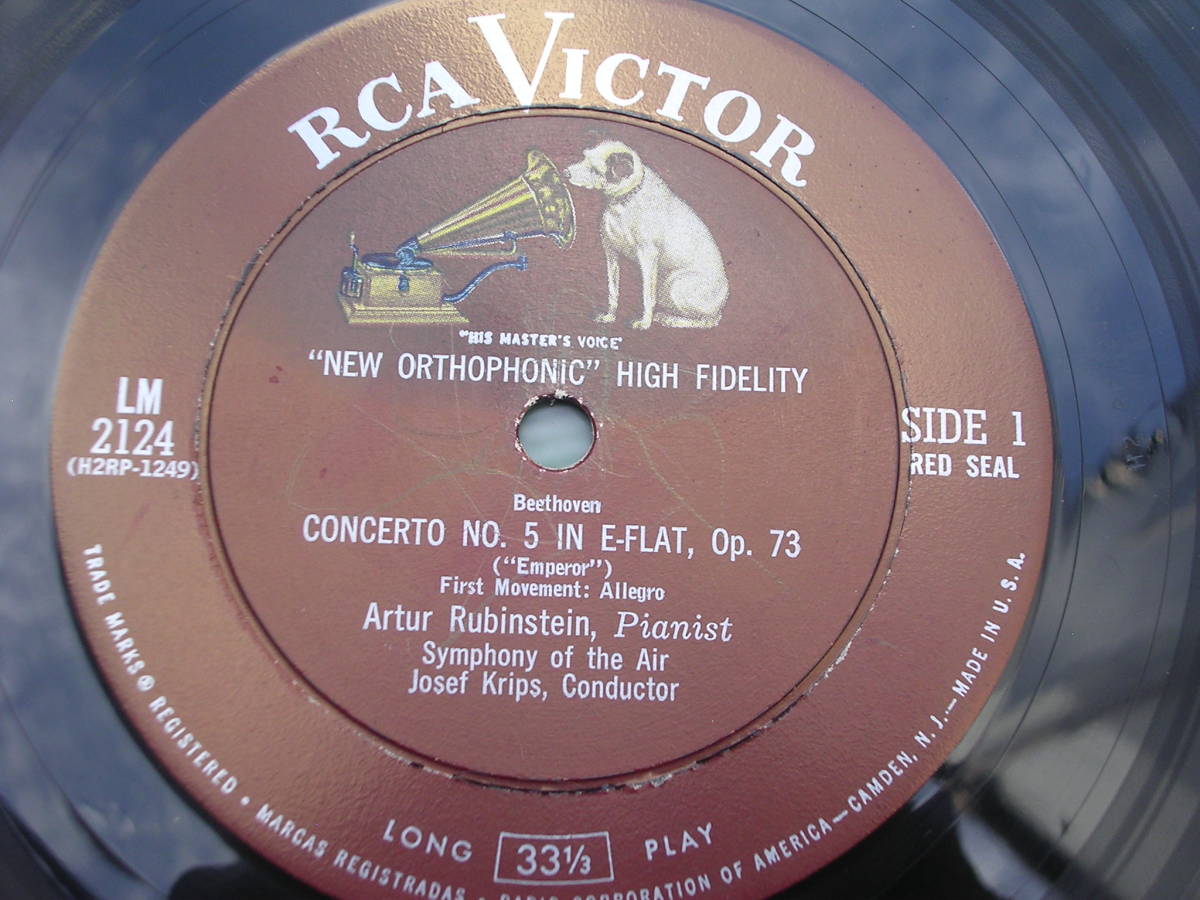 RCA VICTOR
"HIS MASTER'S VOICE"
"NEW ORTHOPHONIC" HIGH FIDELITY
LM
2124
(H2RP-1249)
SIDE 1
RED SEAL
Beethoven
CONCERTO NO. 5 IN E-FLAT, Op. 73
("Emperor")
First Movement: Allegro
Artur Rubinstein, Pianist
Symphony of the Air
Josef Krips, Conductor
LONG 33⅓ PLAY
TRADE MARKS ® REGISTERED • MARCAS REGISTRADAS • RADIO CORPORATION OF AMERICA—CAMDEN, N. J.—MADE IN U. S. A.